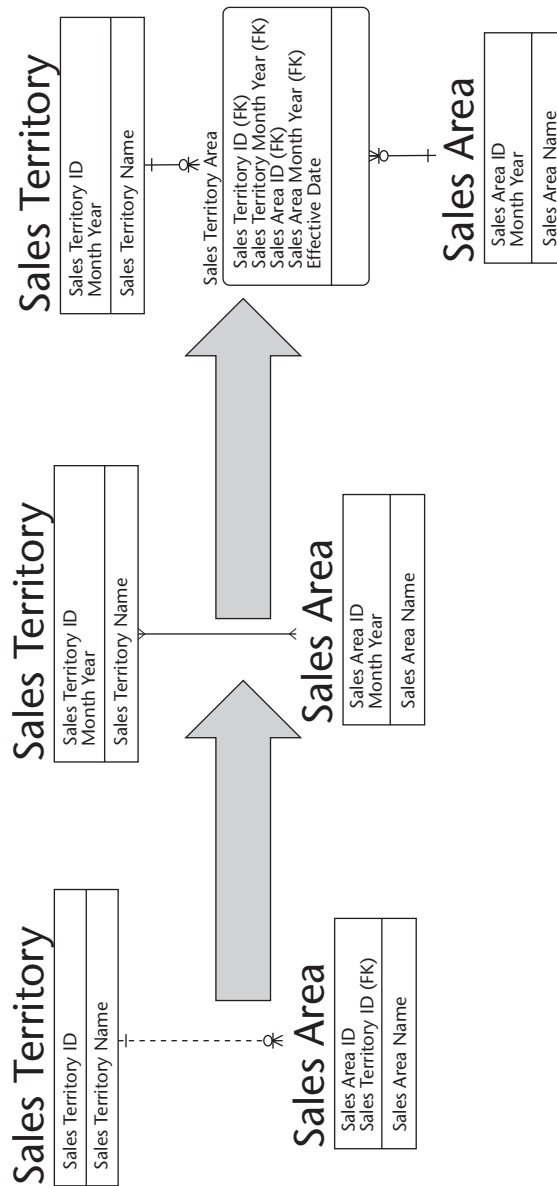 Sales Territory
Sales Territory ID
Sales Territory Name
Sales Area
Sales Area ID
Sales Territory ID (FK)
Sales Area Name
Sales Territory
Sales Territory ID
Month Year
Sales Territory Name
Sales Area
Sales Area ID
Month Year
Sales Area Name
Sales Territory
Sales Territory ID
Month Year
Sales Territory Name
Sales Territory Area
Sales Territory ID (FK)
Sales Territory Month Year (FK)
Sales Area ID (FK)
Sales Area Month Year (FK)
Effective Date
Sales Area
Sales Area ID
Month Year
Sales Area Name